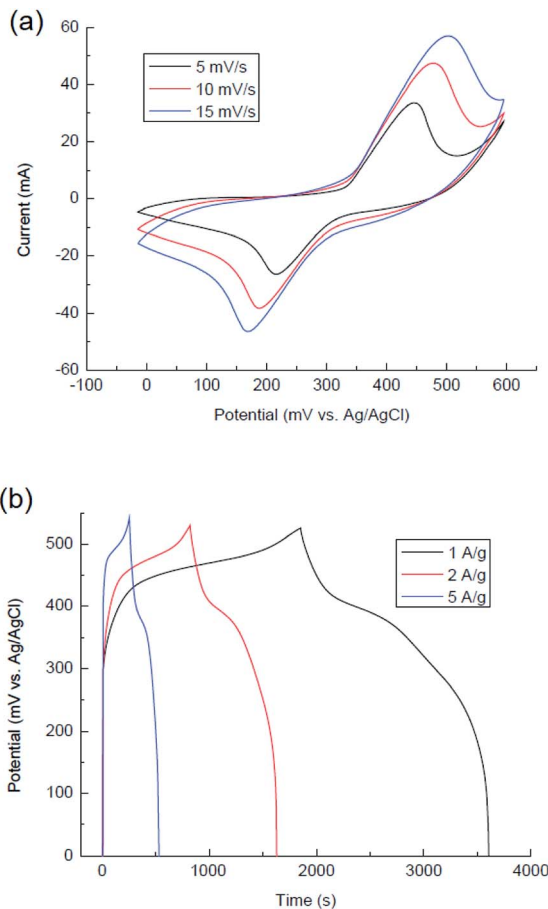 (a)
60
40
20
0
-20
-40
-60
Current (mA)
5 mV/s
10 mV/s
15 mV/s
-100 0 100 200 300 400 500 600
Potential (mV vs. Ag/AgCl)
(b)
500
400
300
200
100
0
Potential (mV vs. Ag/AgCl)
1 A/g
2 A/g
5 A/g
0 1000 2000 3000 4000
Time (s)